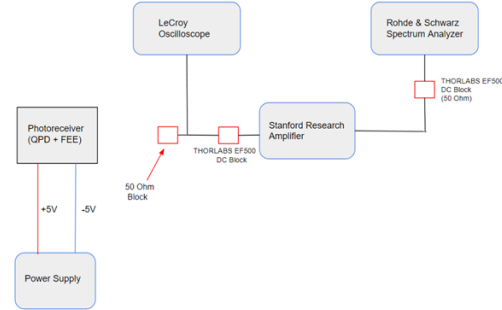 LeCroy
Oscilloscope
Rohde & Schwarz
Spectrum Analyzer
THORLABS EF500
DC Block
(50 Ohm)
Photoreceiver
(QPD + FEE)
Stanford Research
Amplifier
THORLABS EF500
DC Block
50 Ohm
Block
+5V
-5V
Power Supply